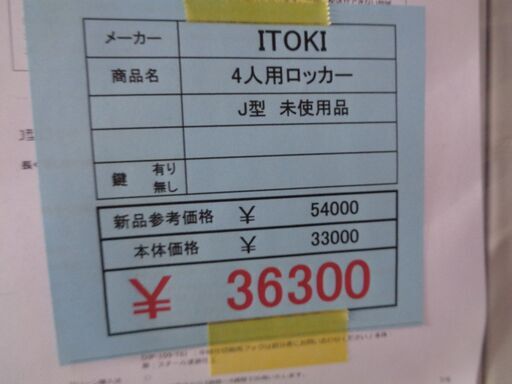 メーカー ITOKI
商品名 4人用ロッカー
J型 未使用品
鍵 有り
無し
新品参考価格 ¥ 54000
本体価格 ¥ 33000
¥ 36300